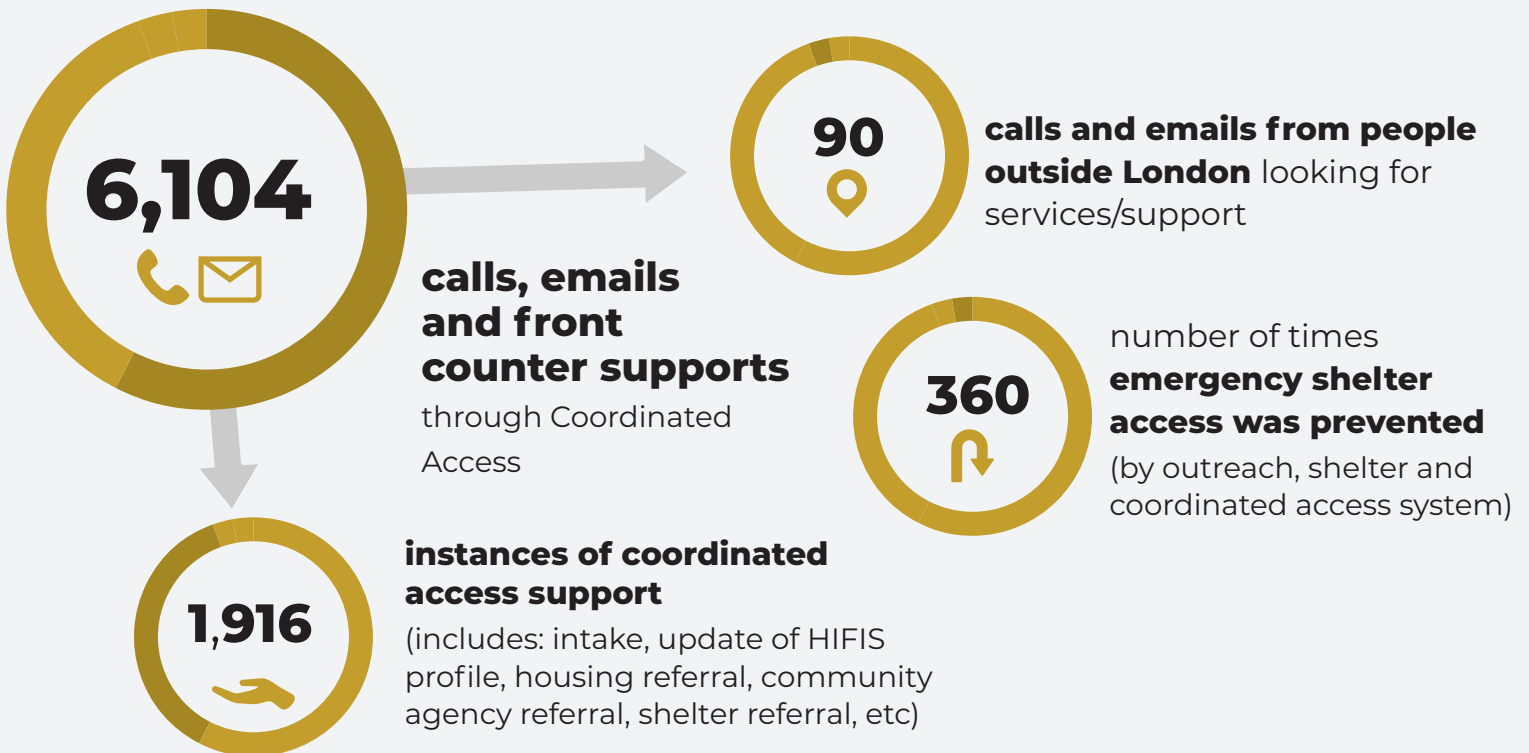 6,104
calls, emails
and front
counter supports
through Coordinated
Access
90
calls and emails from people
outside London looking for
services/support
360
number of times
emergency shelter
access was prevented
(by outreach, shelter and
coordinated access system)
1,916
instances of coordinated
access support
(includes: intake, update of HIFIS
profile, housing referral, community
agency referral, shelter referral, etc)